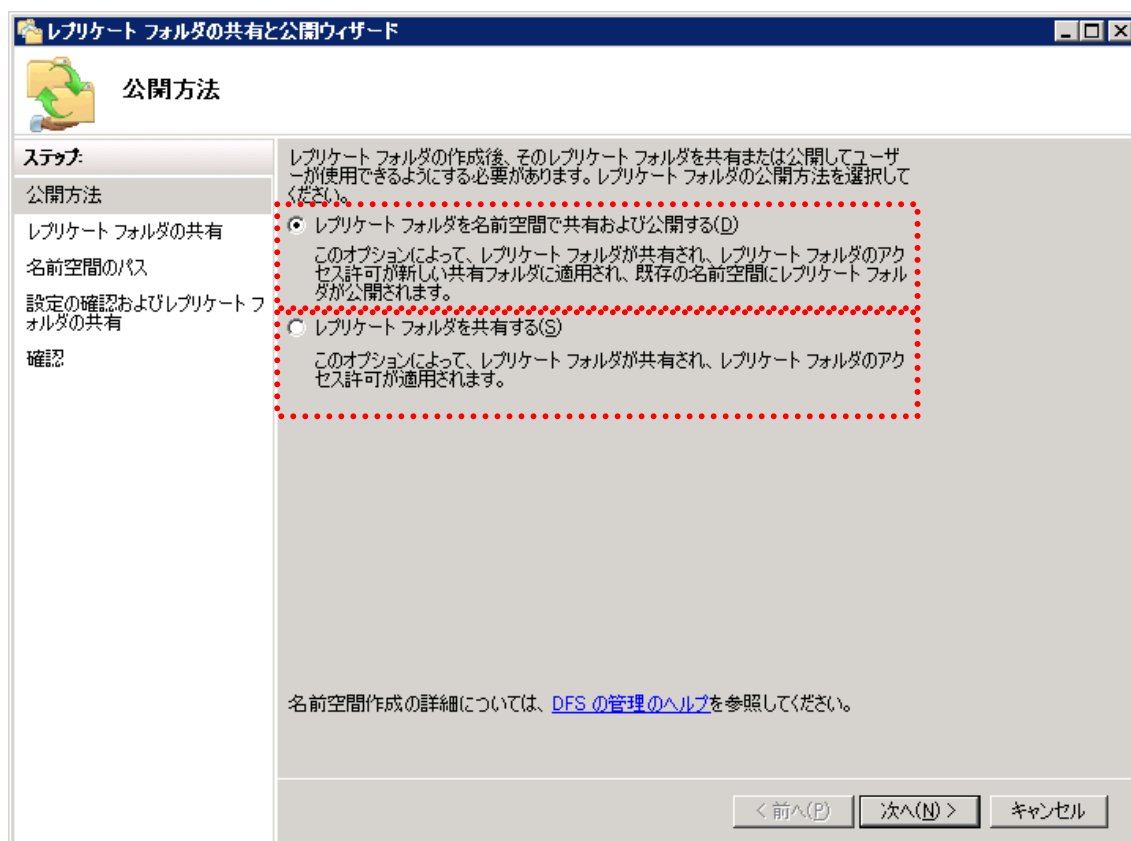 レプリケート フォルダの共有と公開ウィザード
公開方法
ステップ:
公開方法
レプリケート フォルダの共有
名前空間のパス
設定の確認およびレプリケート フ
ォルダの共有
確認
レプリケート フォルダの作成後、そのレプリケート フォルダを共有または公開してユーザ
ーが使用できるようにする必要があります。レプリケート フォルダの公開方法を選択して
ください。
レプリケート フォルダを名前空間で共有および公開する(D)
このオプションによって、レプリケート フォルダが共有され、レプリケート フォルダのアク
セス許可が新しい共有フォルダに適用され、既存の名前空間にレプリケート フォル
ダが公開されます。
レプリケート フォルダを共有する(S)
このオプションによって、レプリケート フォルダが共有され、レプリケート フォルダのアク
セス許可が適用されます。
名前空間作成の詳細については、DFS の管理のヘルプを参照してください。
< 前へ(P)
次へ(N) >
キャンセル